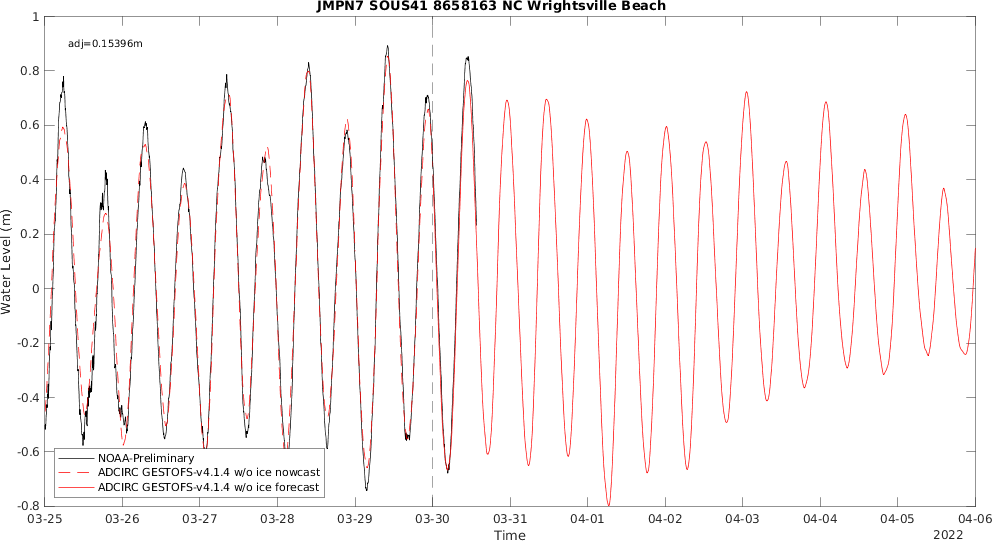 JMPN7 SOUS41 8658163 NC Wrightsville Beach
adj=0.15396m
1
0.8
0.6
0.4
0.2
0
-0.2
-0.4
-0.6
-0.8
Water Level (m)
NOAA-Preliminary
ADCIRC GESTOFS-v4.1.4 w/o ice nowcast
ADCIRC GESTOFS-v4.1.4 w/o ice forecast
03-25 03-26 03-27 03-28 03-29 03-30 03-31 04-01 04-02 04-03 04-04 04-05 04-06
Time
2022